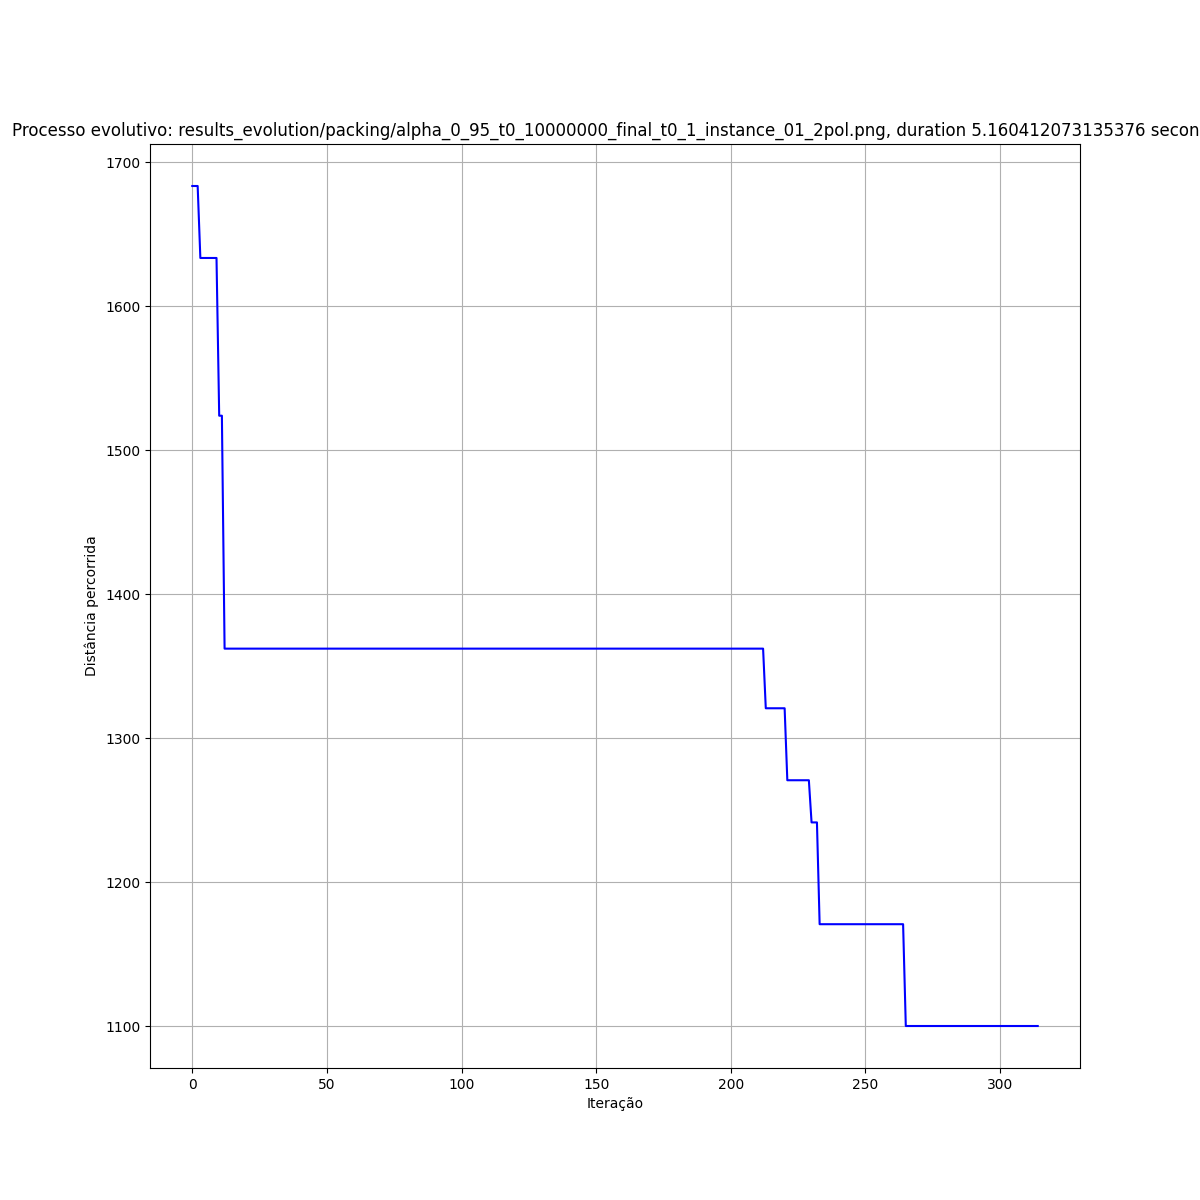 Processo evolutivo: results_evolution/packing/alpha_0_95_t0_10000000_final_t0_1_instance_01_2pol.png, duration 5.160412073135376 secon
1700
1600
1500
1400
1300
1200
1100
Distância percorrida
0 50 100 150 200 250 300
Iteração